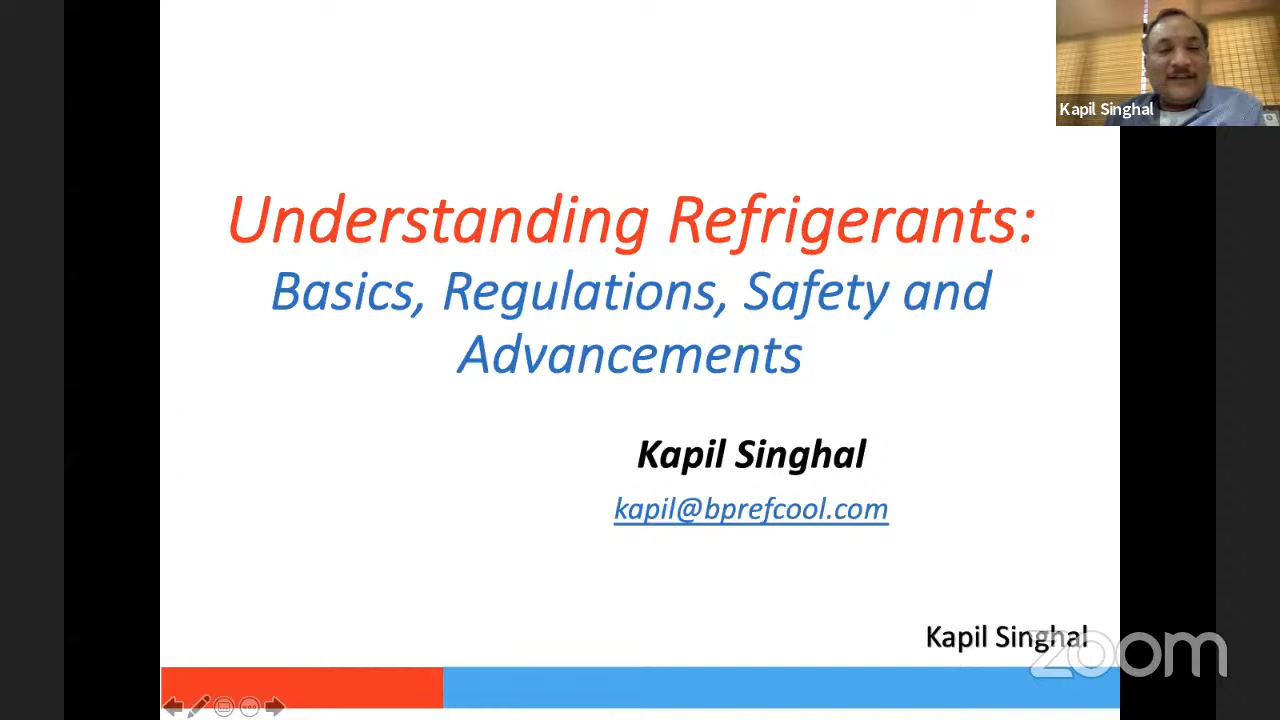 Kapil Singhal
Understanding Refrigerants:
Basics, Regulations, Safety and
Advancements
Kapil Singhal
kapil@bprefcool.com
Kapil Singhal
zoom